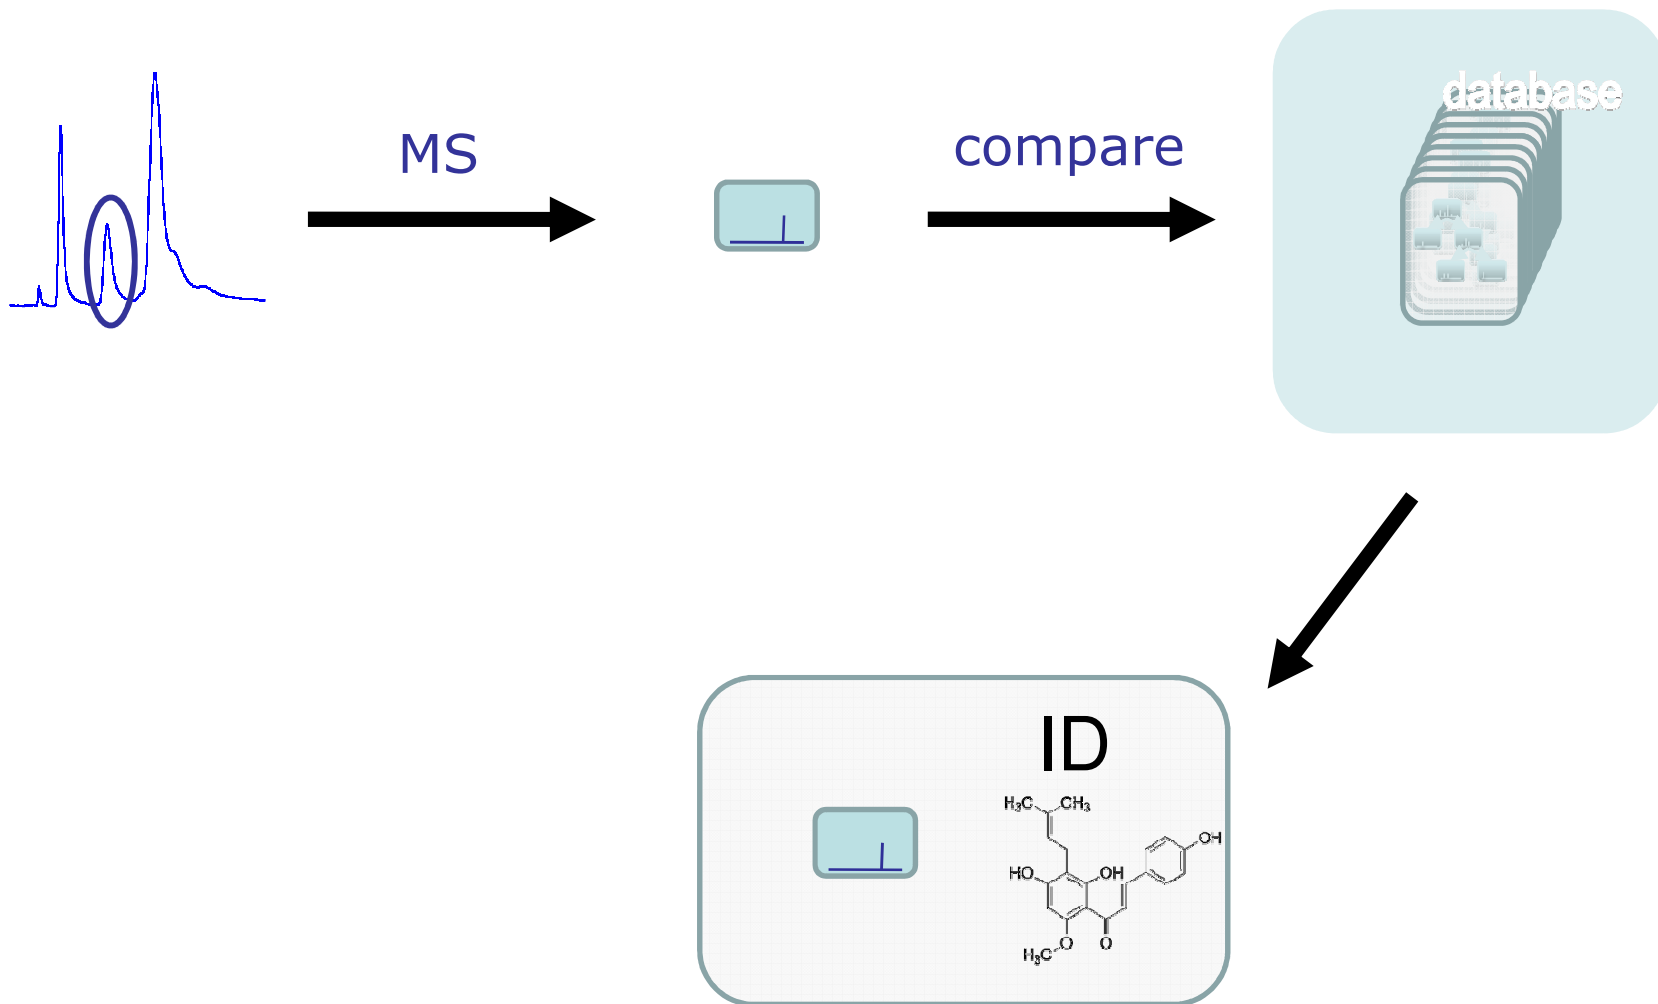 database
MS
compare
ID
H₃C CH₃
OH
HO OH
O
H₃C O